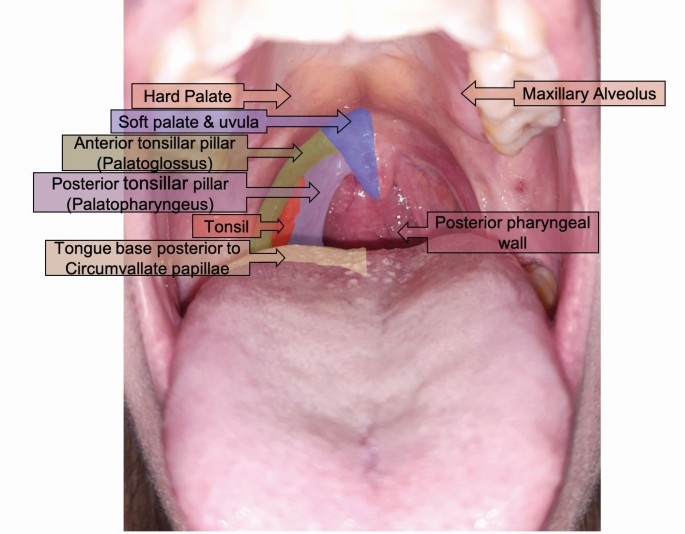 Hard Palate
Maxillary Alveolus
Soft palate & uvula
Anterior tonsillar pillar
(Palatoglossus)
Posterior tonsillar pillar
(Palatopharyngeus)
Tonsil
Posterior pharyngeal
wall
Tongue base posterior to
Circumvallate papillae